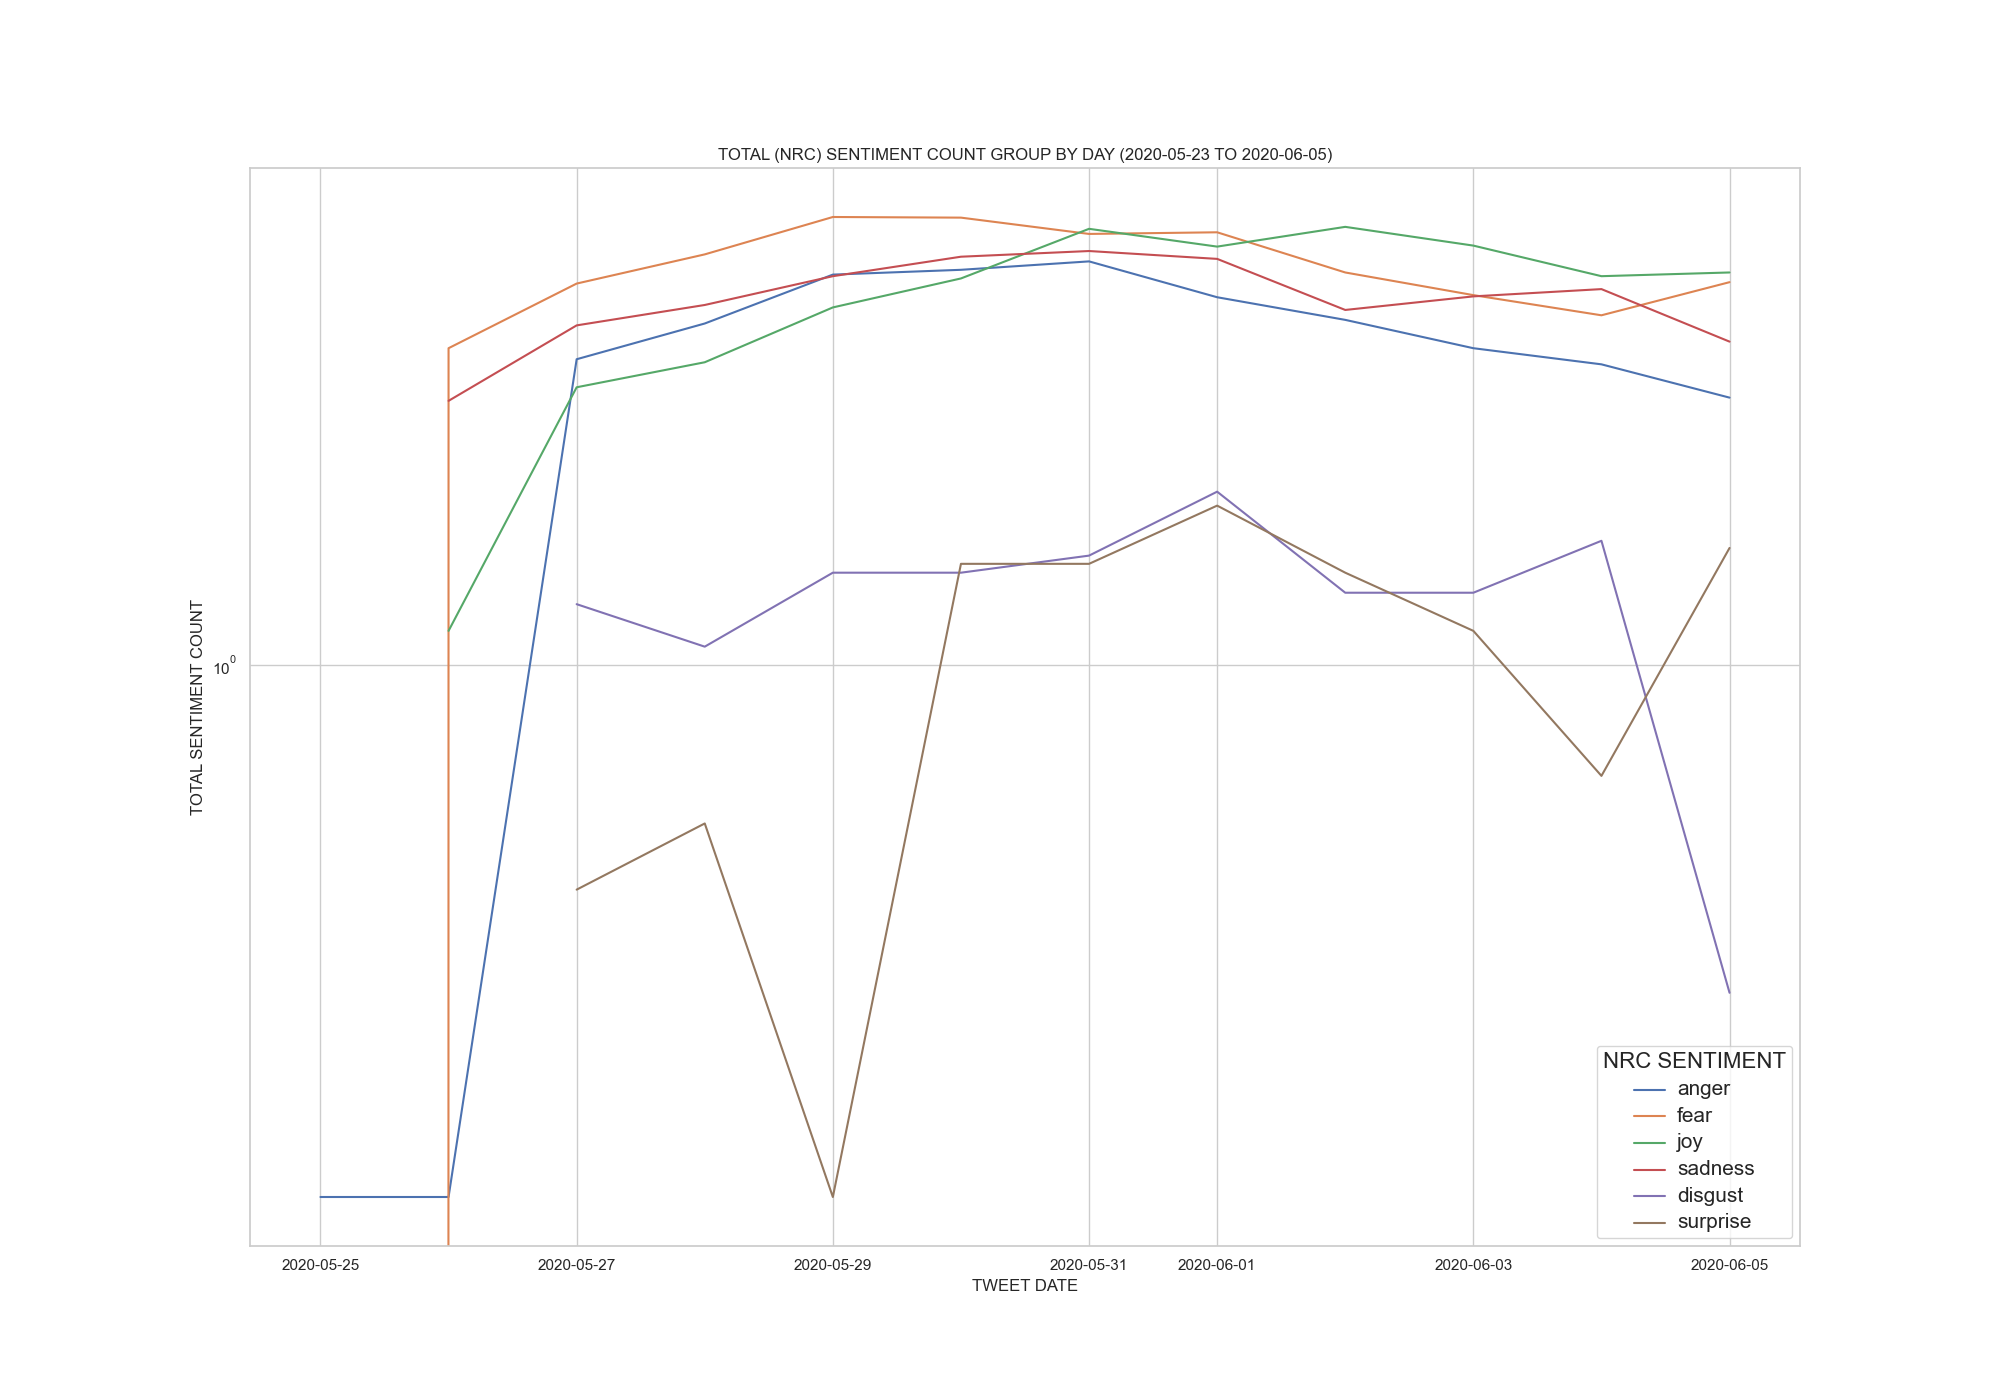 TOTAL (NRC) SENTIMENT COUNT GROUP BY DAY (2020-05-23 TO 2020-06-05)
TOTAL SENTIMENT COUNT
10^0
NRC SENTIMENT
anger
fear
joy
sadness
disgust
surprise
2020-05-25 2020-05-27 2020-05-29 2020-05-31 2020-06-01 2020-06-03 2020-06-05
TWEET DATE